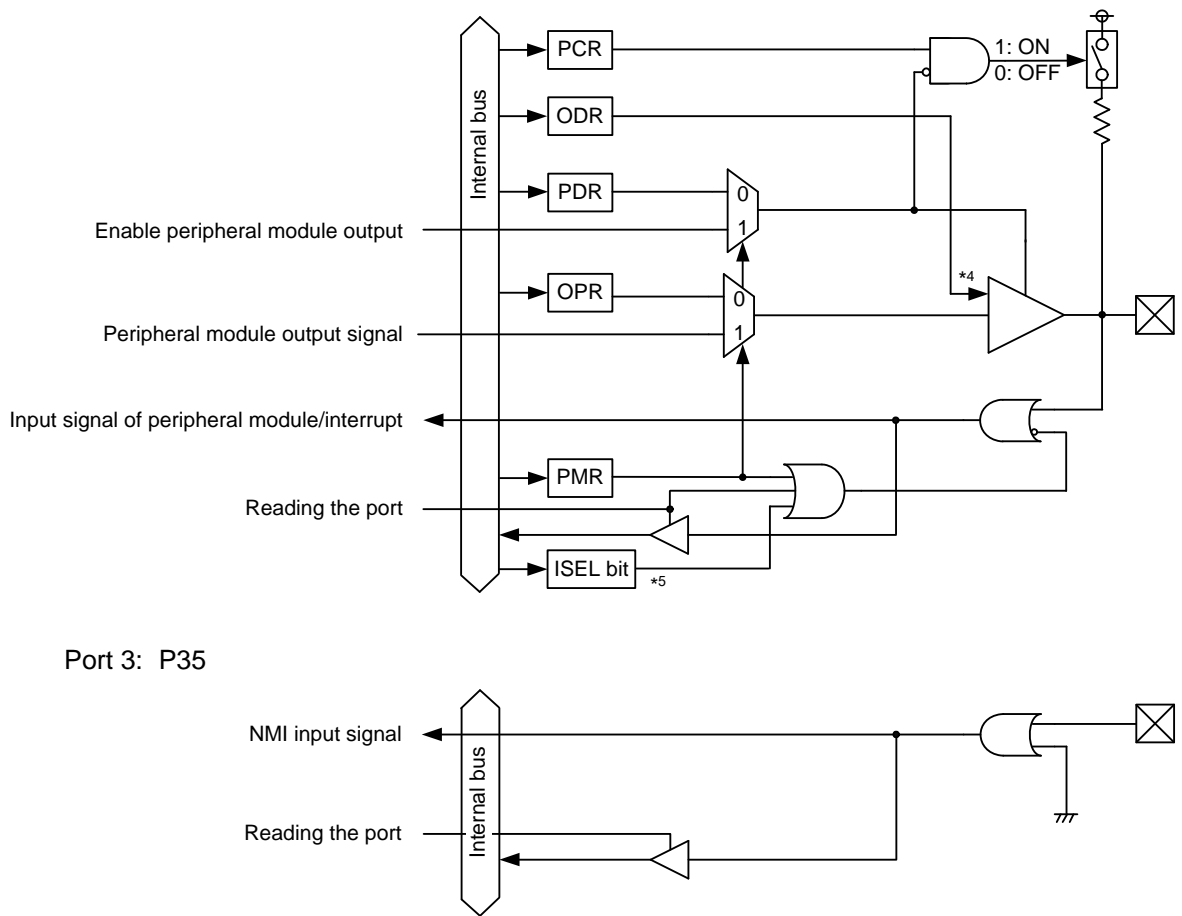 PCR
1: ON
0: OFF
ODR
Internal bus
PDR
0
Enable peripheral module output
1
*4
OPR
0
Peripheral module output signal
1
Input signal of peripheral module/interrupt
PMR
Reading the port
ISEL bit
*5
Port 3: P35
NMI input signal
Internal bus
Reading the port